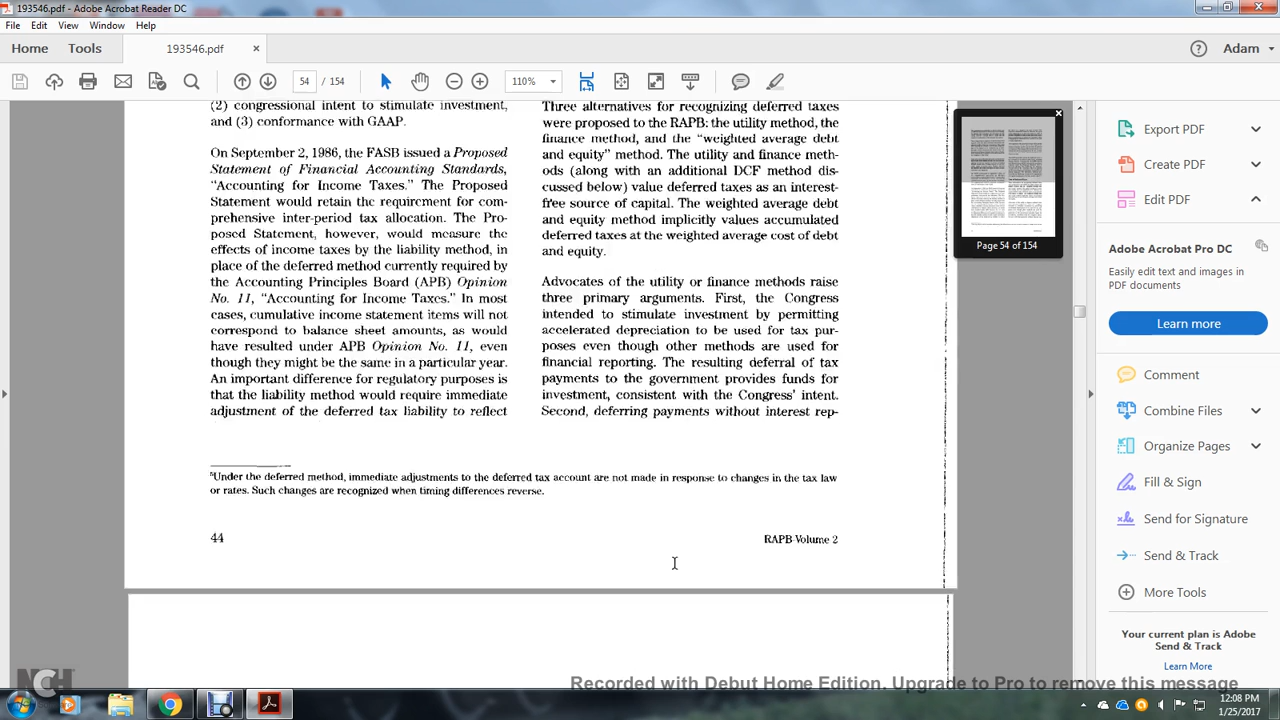 193546.pdf - Adobe Acrobat Reader DC
File Edit View Window Help
Home Tools 193546.pdf × Adam
54 / 154 110%
(2) congressional intent to stimulate investment,
and (3) conformance with GAAP.
On September 2, 1986, the FASB issued a Proposed
Statement of Financial Accounting Standards,
"Accounting for Income Taxes." The Proposed
Statement would retain the requirement for com-
prehensive inter-period tax allocation. The Pro-
posed Statement, however, would measure the
effects of income taxes by the liability method, in
place of the deferred method currently required by
the Accounting Principles Board (APB) Opinion
No. 11, "Accounting for Income Taxes." In most
cases, cumulative income statement items will not
correspond to balance sheet amounts, as would
have resulted under APB Opinion No. 11, even
though they might be the same in a particular year.
An important difference for regulatory purposes is
that the liability method would require immediate
adjustment of the deferred tax liability to reflect
Three alternatives for recognizing deferred taxes
were proposed to the RAPB: the utility method, the
finance method, and the "weighted average debt
and equity" method. The utility and finance meth-
ods (along with an additional DCF method dis-
cussed below) value deferred taxes as an interest-
free source of capital. The weighted average debt
and equity method implicitly values accumulated
deferred taxes at the weighted average cost of debt
and equity.
Advocates of the utility or finance methods raise
three primary arguments. First, the Congress
intended to stimulate investment by permitting
accelerated depreciation to be used for tax pur-
poses even though other methods are used for
financial reporting. The resulting deferral of tax
payments to the government provides funds for
investment, consistent with the Congress' intent.
Second, deferring payments without interest rep-
5Under the deferred method, immediate adjustments to the deferred tax account are not made in response to changes in the tax law
or rates. Such changes are recognized when timing differences reverse.
44
RAPB-Volume 2
Page 54 of 154
Export PDF
Create PDF
Edit PDF
Adobe Acrobat Pro DC
Easily edit text and images in
PDF documents
Learn more
Comment
Combine Files
Organize Pages
Fill & Sign
Send for Signature
Send & Track
More Tools
Your current plan is Adobe
Send & Track
Learn More
NCH
Recorded with Debut Home Edition. Upgrade to Pro to remove this message
12:08 PM
1/25/2017